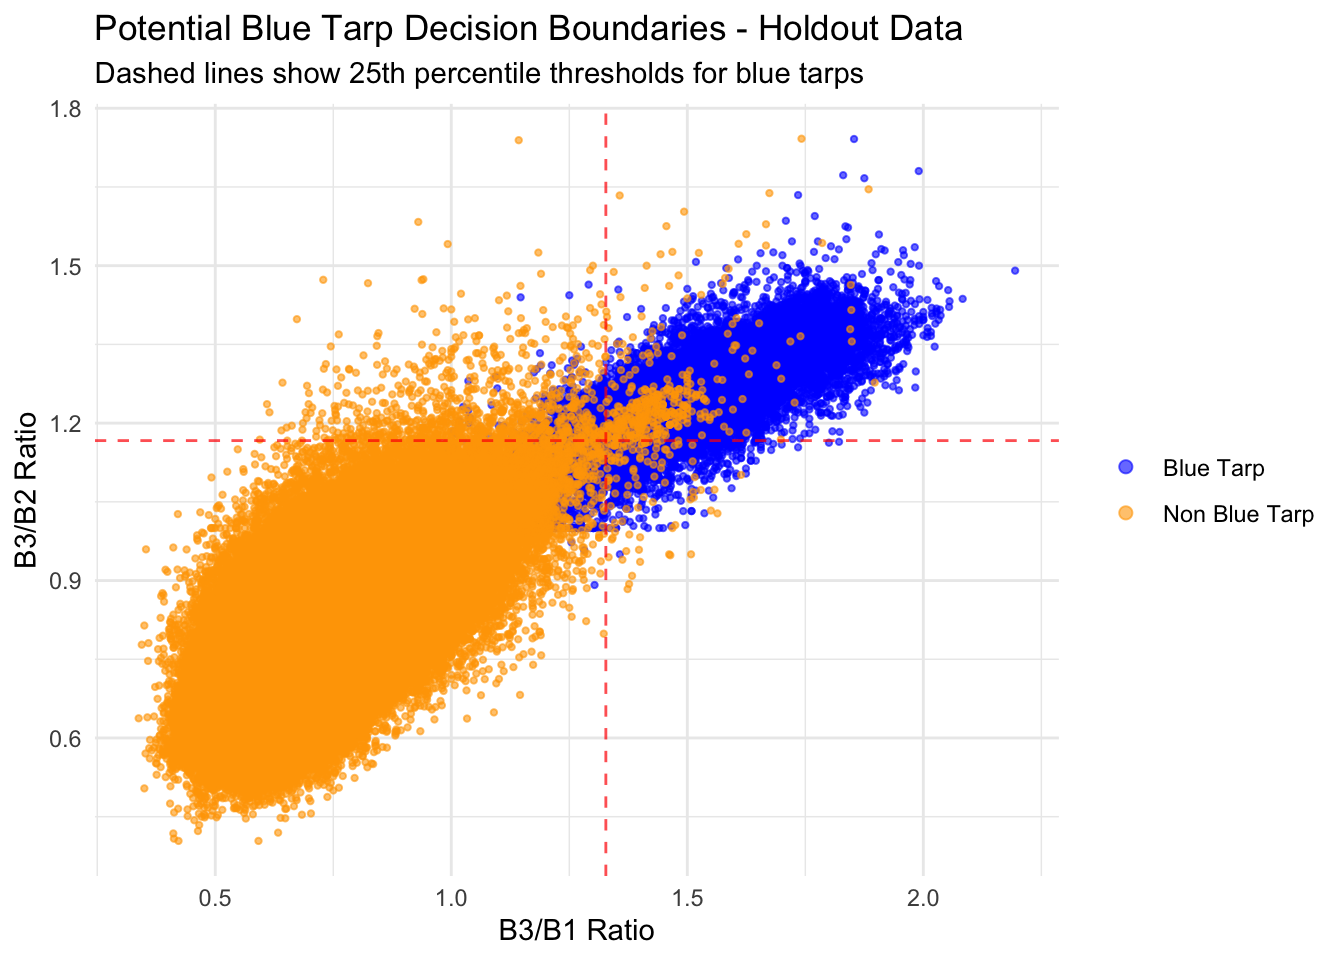 Potential Blue Tarp Decision Boundaries - Holdout Data
Dashed lines show 25th percentile thresholds for blue tarps
1.8
1.5
1.2
0.9
0.6
B3/B2 Ratio
0.5 1.0 1.5 2.0
B3/B1 Ratio
Blue Tarp
Non Blue Tarp